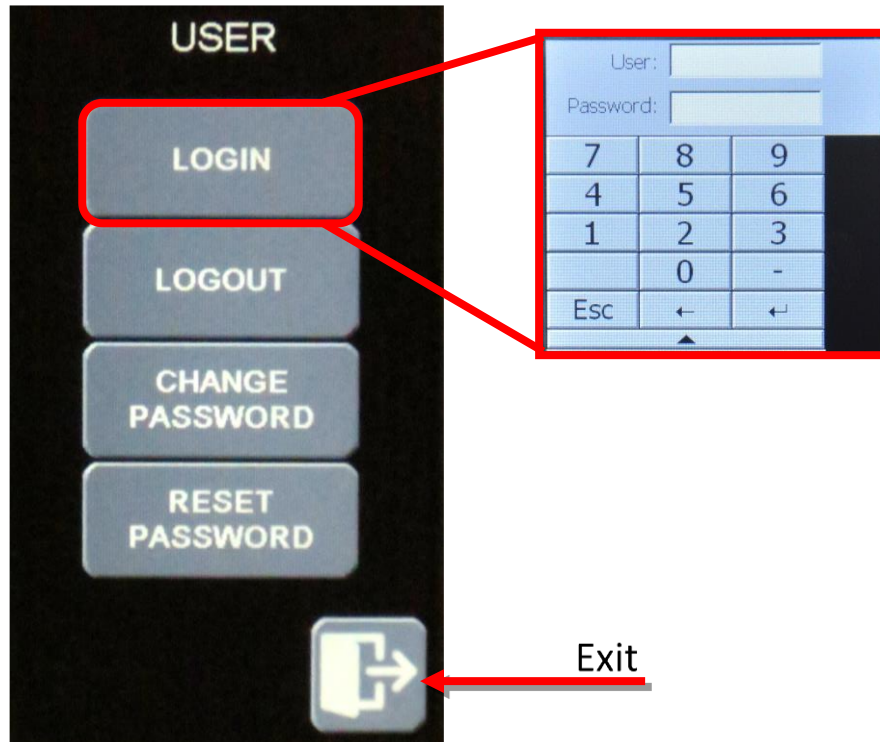 USER
LOGIN
LOGOUT
CHANGE
PASSWORD
RESET
PASSWORD
Exit
User:
Password:
7 8 9
4 5 6
1 2 3
0 -
Esc ← ↵
▲